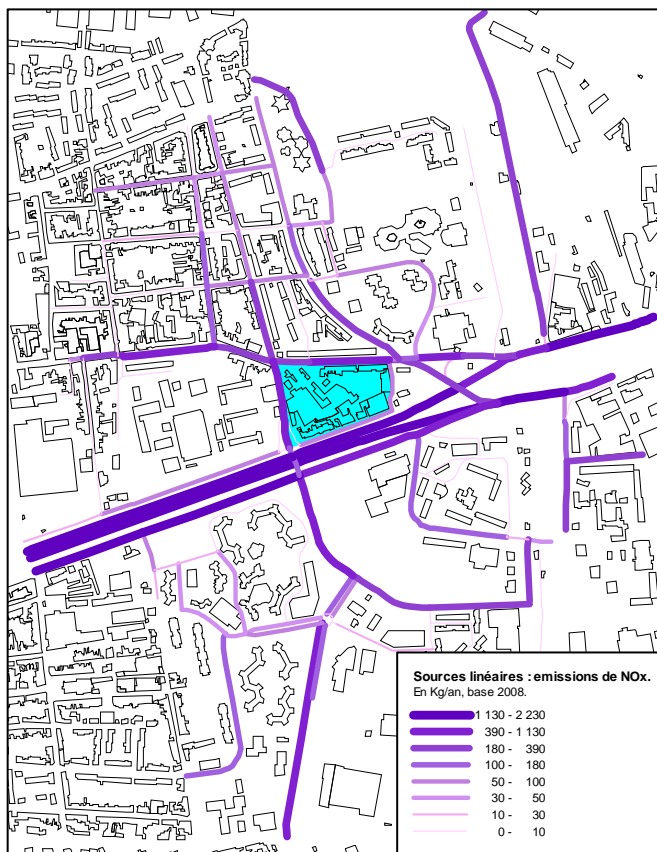 Sources linéaires : emissions de NOx.
En Kg/an, base 2008.
1 130 - 2 230
390 - 1 130
180 - 390
100 - 180
50 - 100
30 - 50
10 - 30
0 - 10